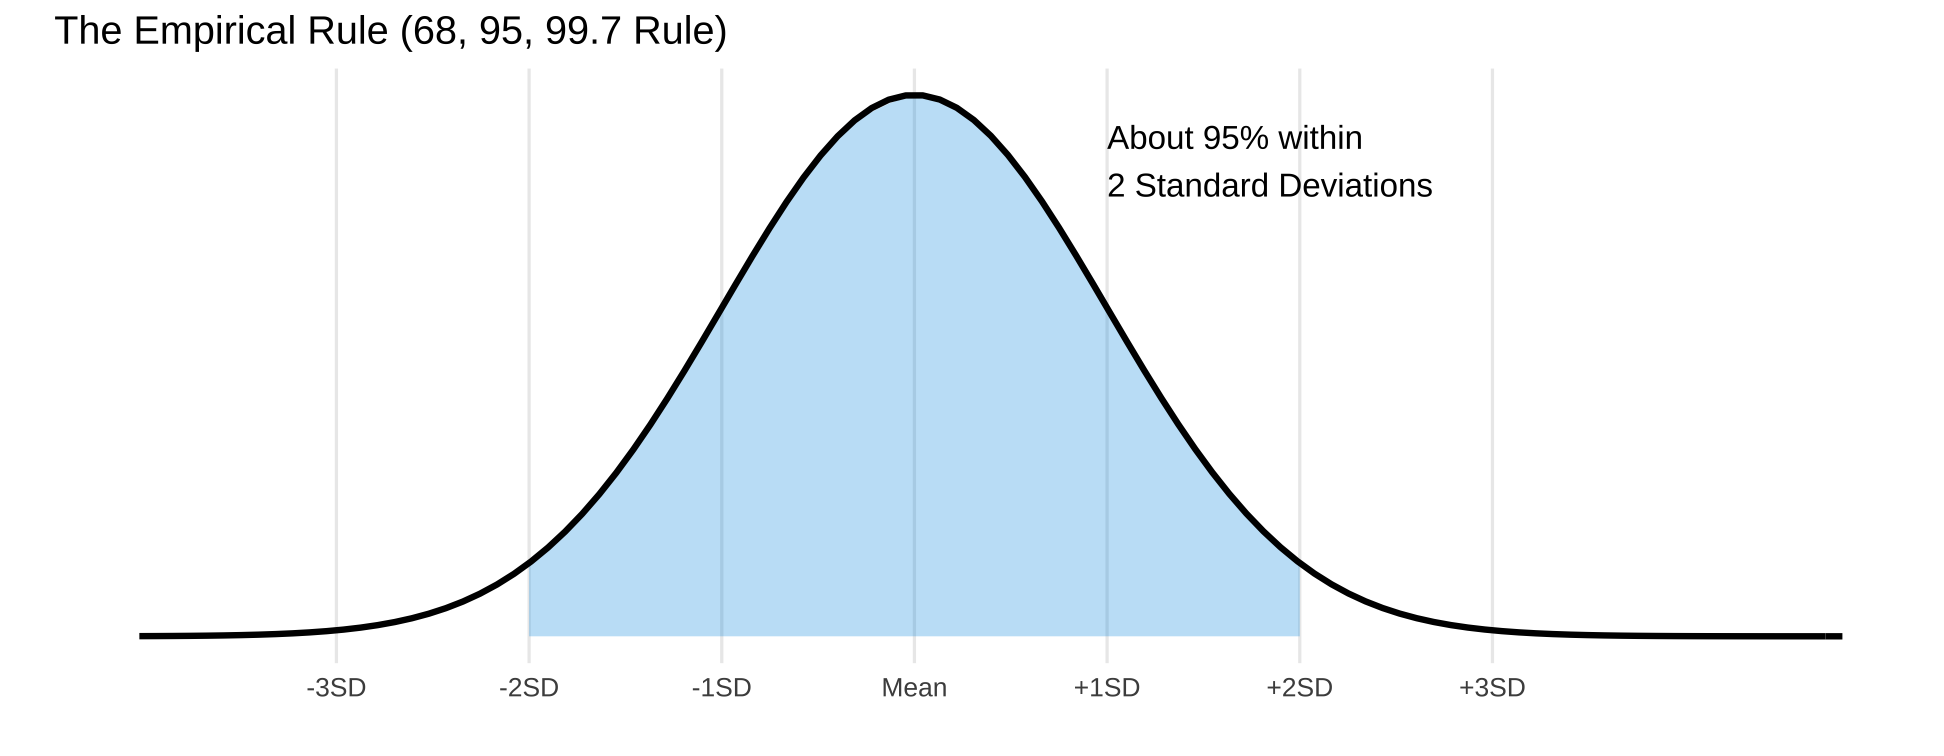 The Empirical Rule (68, 95, 99.7 Rule)
About 95% within
2 Standard Deviations
-3SD
-2SD
-1SD
Mean
+1SD
+2SD
+3SD